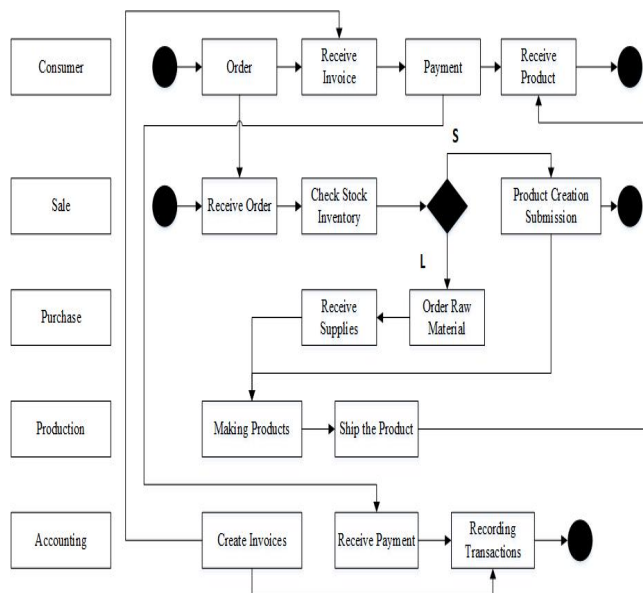 Consumer
Order
Receive
Invoice
Payment
Receive
Product
S
Sale
Receive Order
Check Stock
Inventory
Product Creation
Submission
L
Purchase
Receive
Supplies
Order Raw
Material
Production
Making Products
Ship the Product
Accounting
Create Invoices
Receive Payment
Recording
Transactions